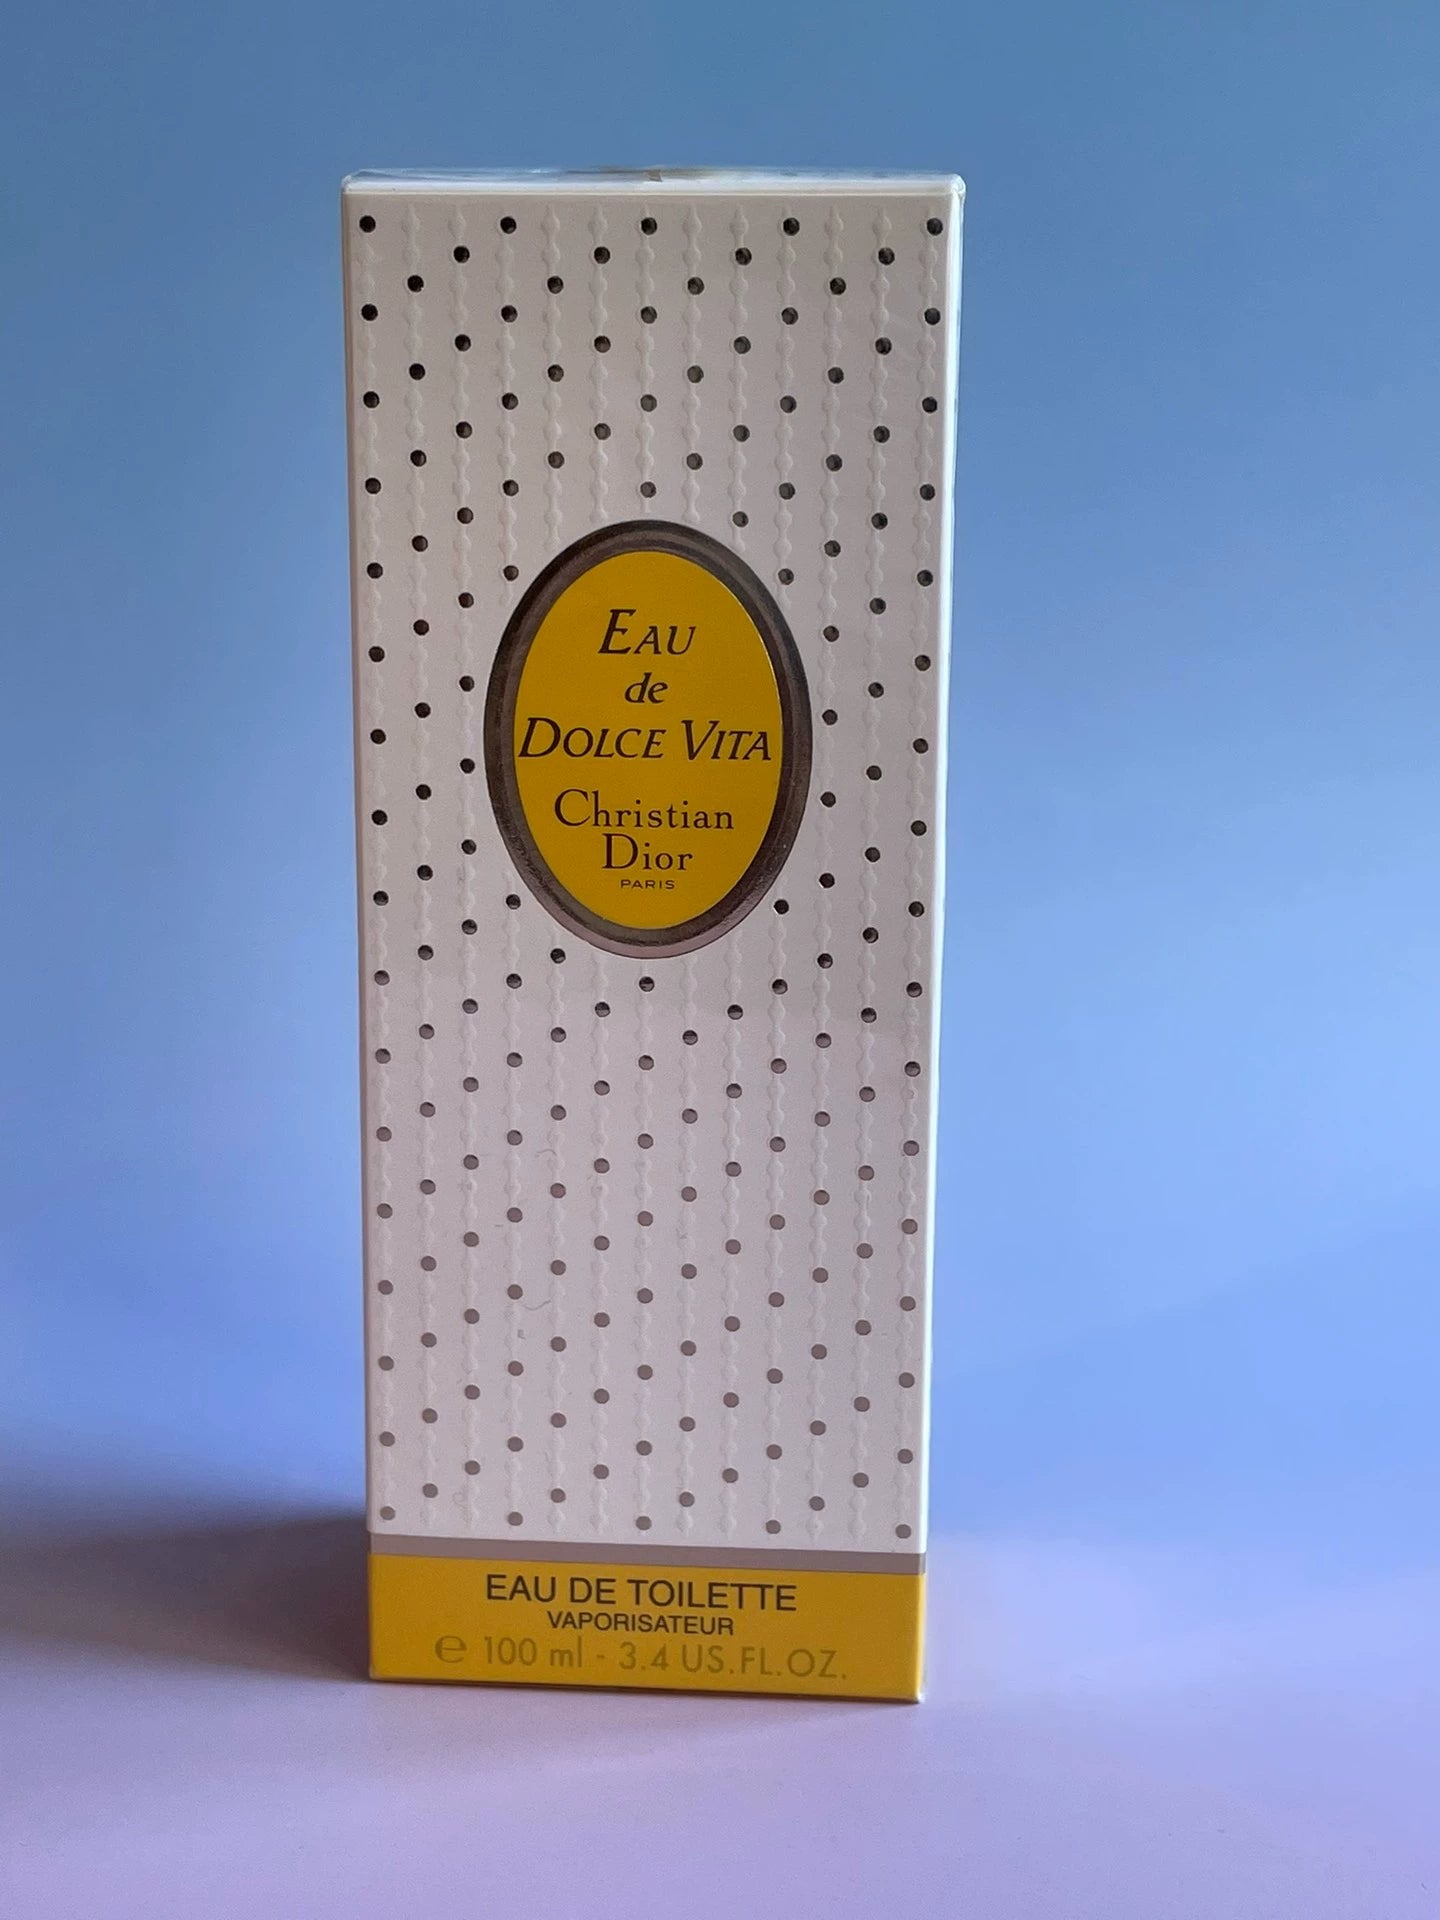 EAU
de
DOLCE VITA
Christian
Dior
PARIS
EAU DE TOILETTE
VAPORISATEUR
℮ 100 ml - 3.4 US.FL.OZ.